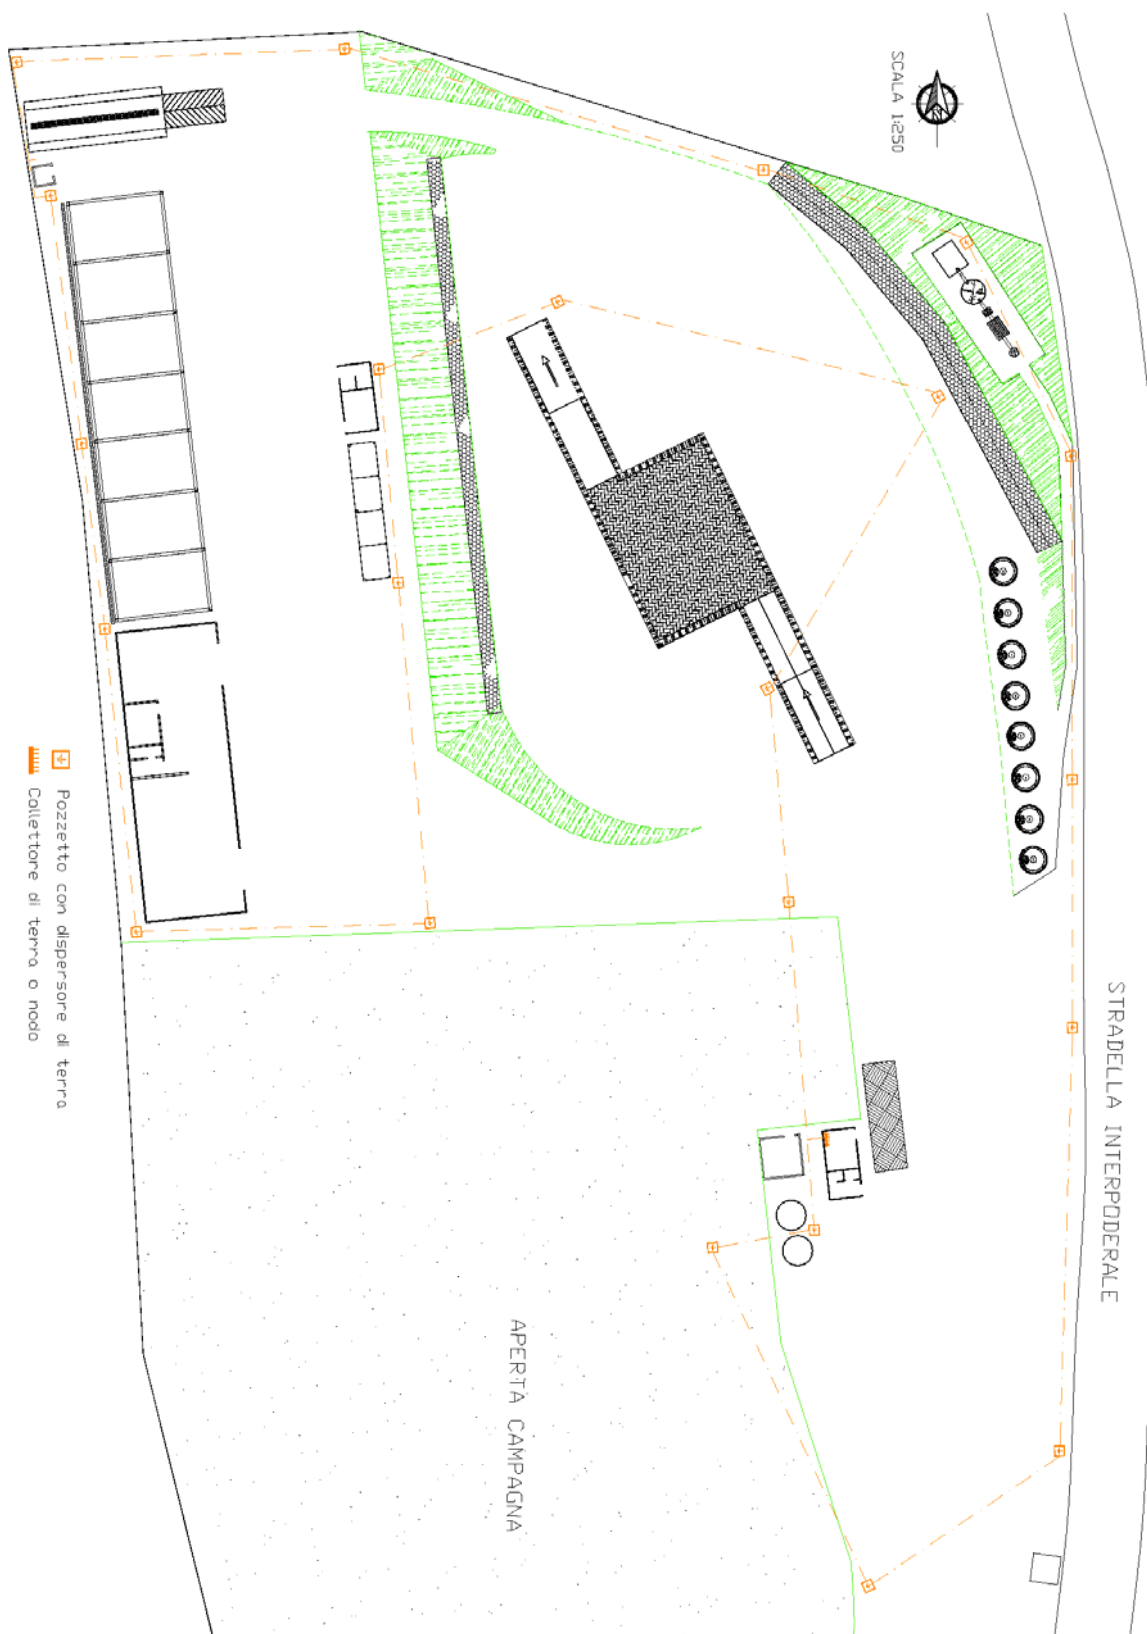 SCALA 1:250
N
STRADELLA INTERPODERALE
APERTA CAMPAGNA
Pozzetto con dispersore di terra
Collettore di terra o nodo